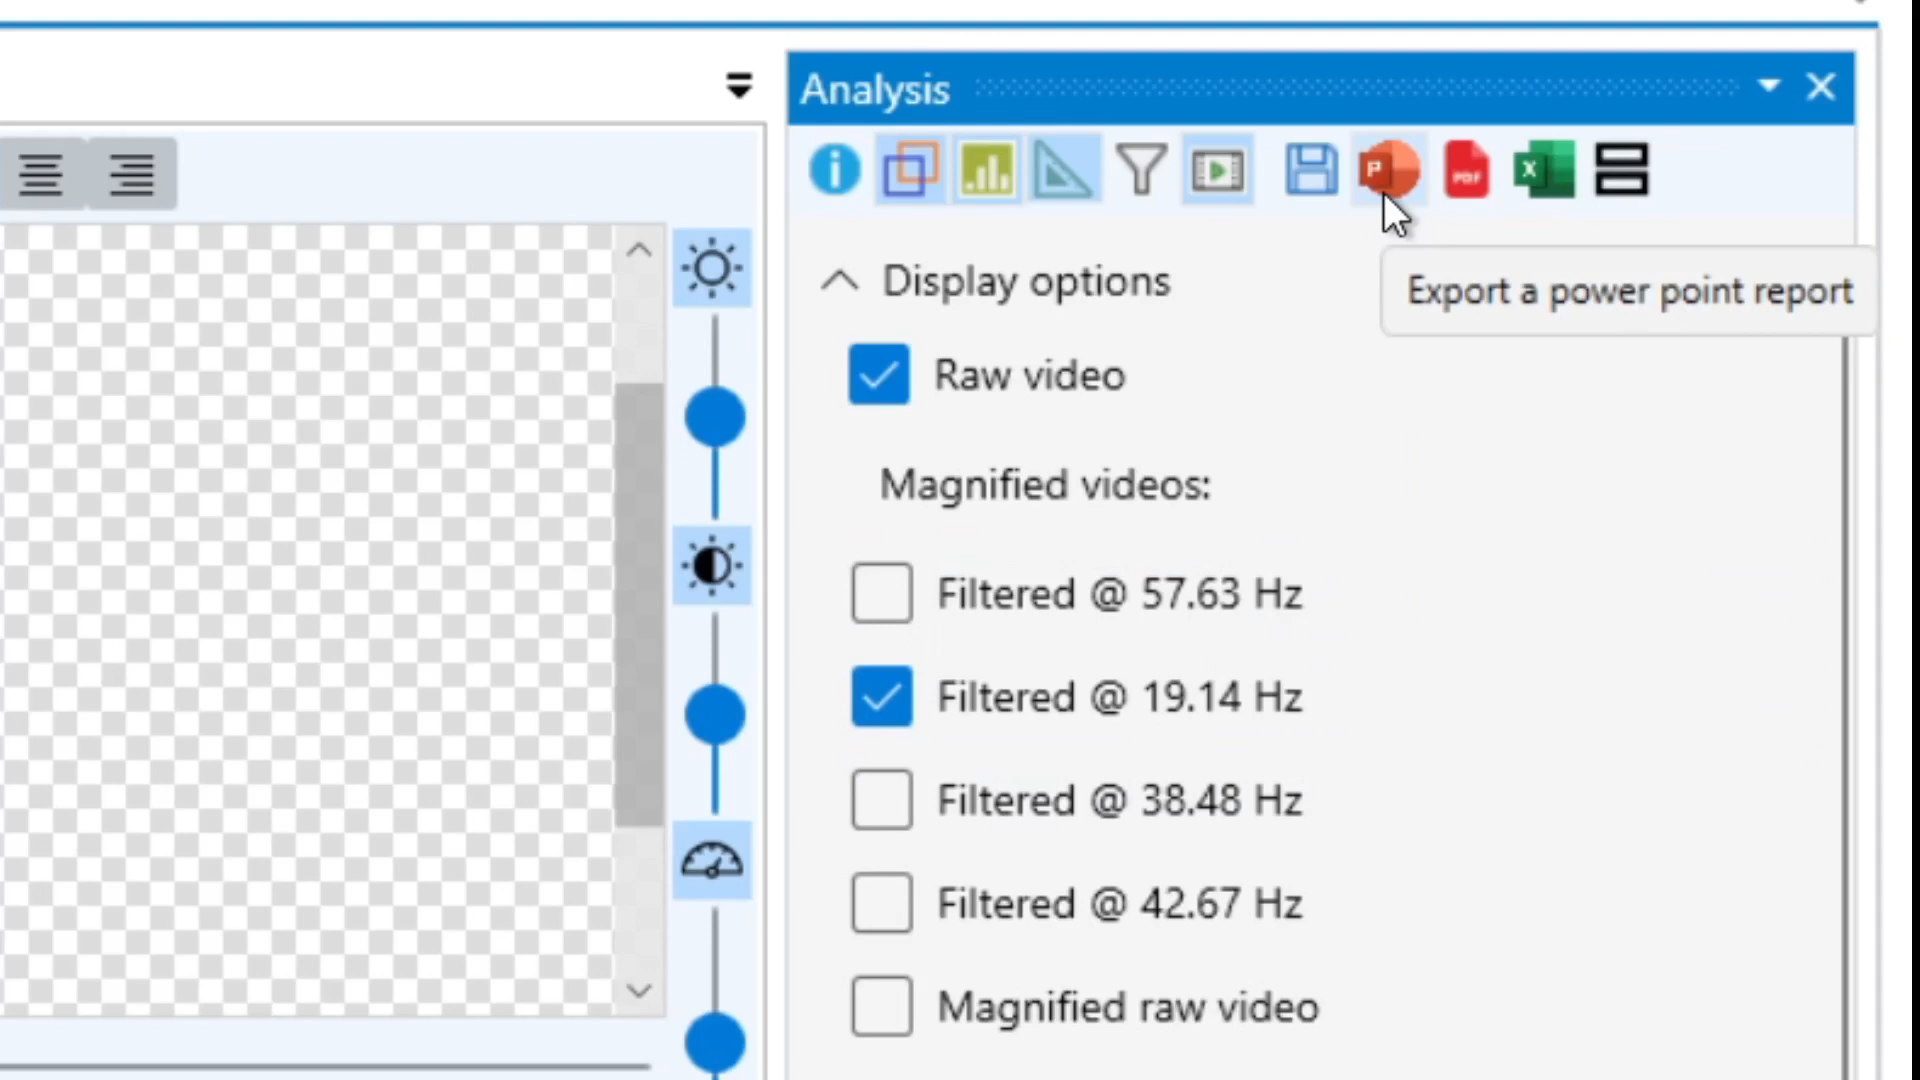 Analysis
P
PDF
X
Export a power point report
Display options
Raw video
Magnified videos:
Filtered @ 57.63 Hz
Filtered @ 19.14 Hz
Filtered @ 38.48 Hz
Filtered @ 42.67 Hz
Magnified raw video